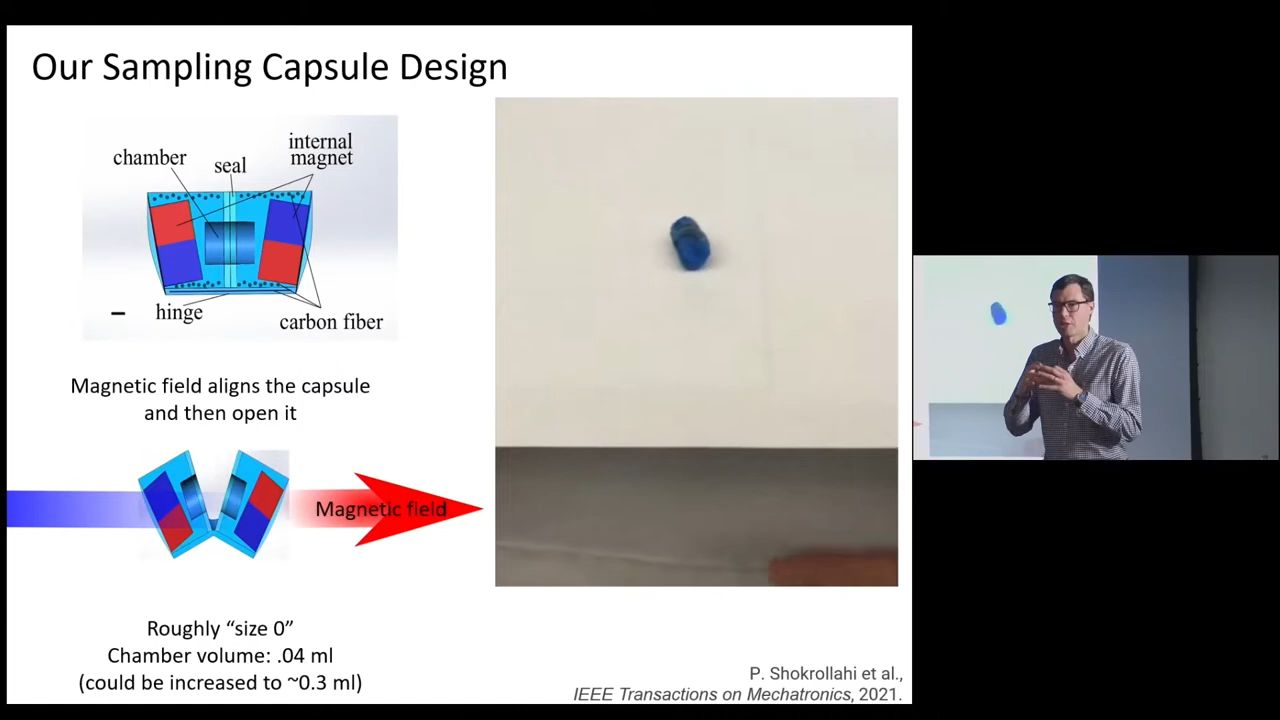 Our Sampling Capsule Design
internal
magnet
chamber
seal
hinge
carbon fiber
Magnetic field aligns the capsule
and then open it
Magnetic field
Roughly “size 0”
Chamber volume: .04 ml
(could be increased to ~0.3 ml)
P. Shokrollahi et al.,
IEEE Transactions on Mechatronics, 2021.